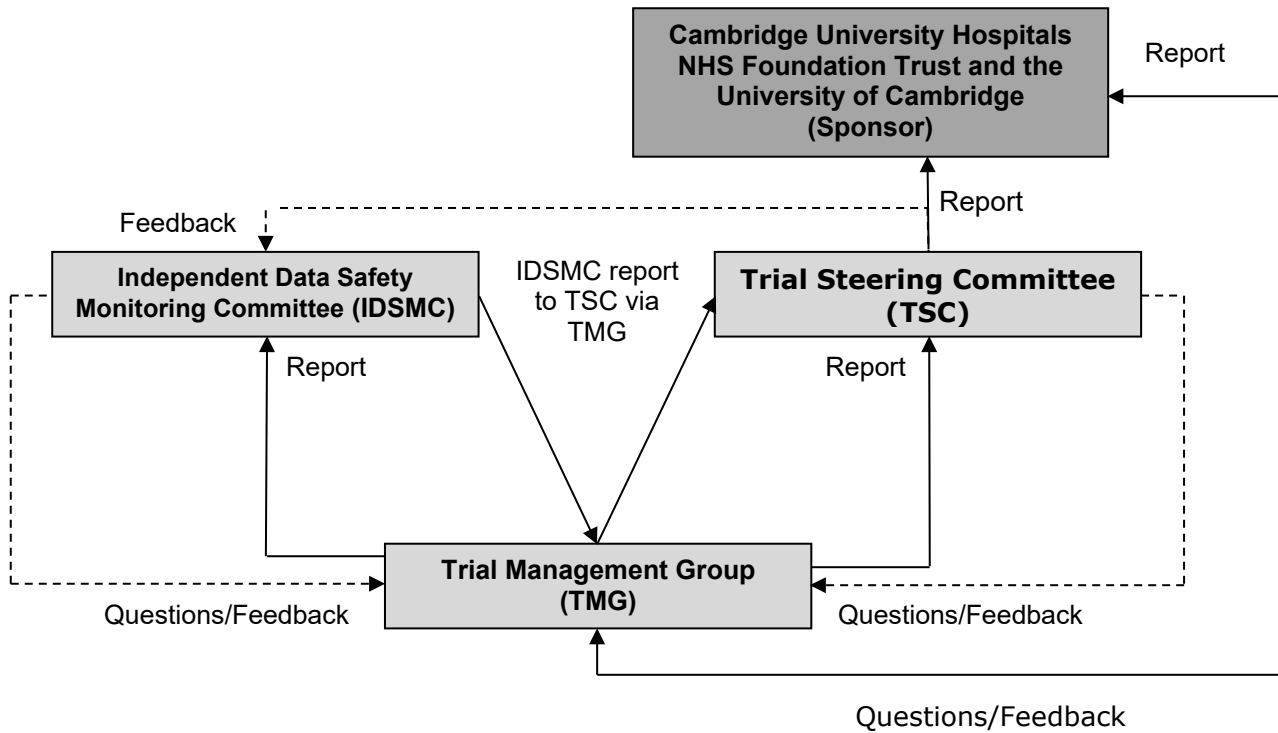 Cambridge University Hospitals
NHS Foundation Trust and the
University of Cambridge
(Sponsor)
Report
Report
Feedback
Independent Data Safety
Monitoring Committee (IDSMC)
IDSMC report
to TSC via
TMG
Trial Steering Committee
(TSC)
Report
Report
Trial Management Group
(TMG)
Questions/Feedback
Questions/Feedback
Questions/Feedback